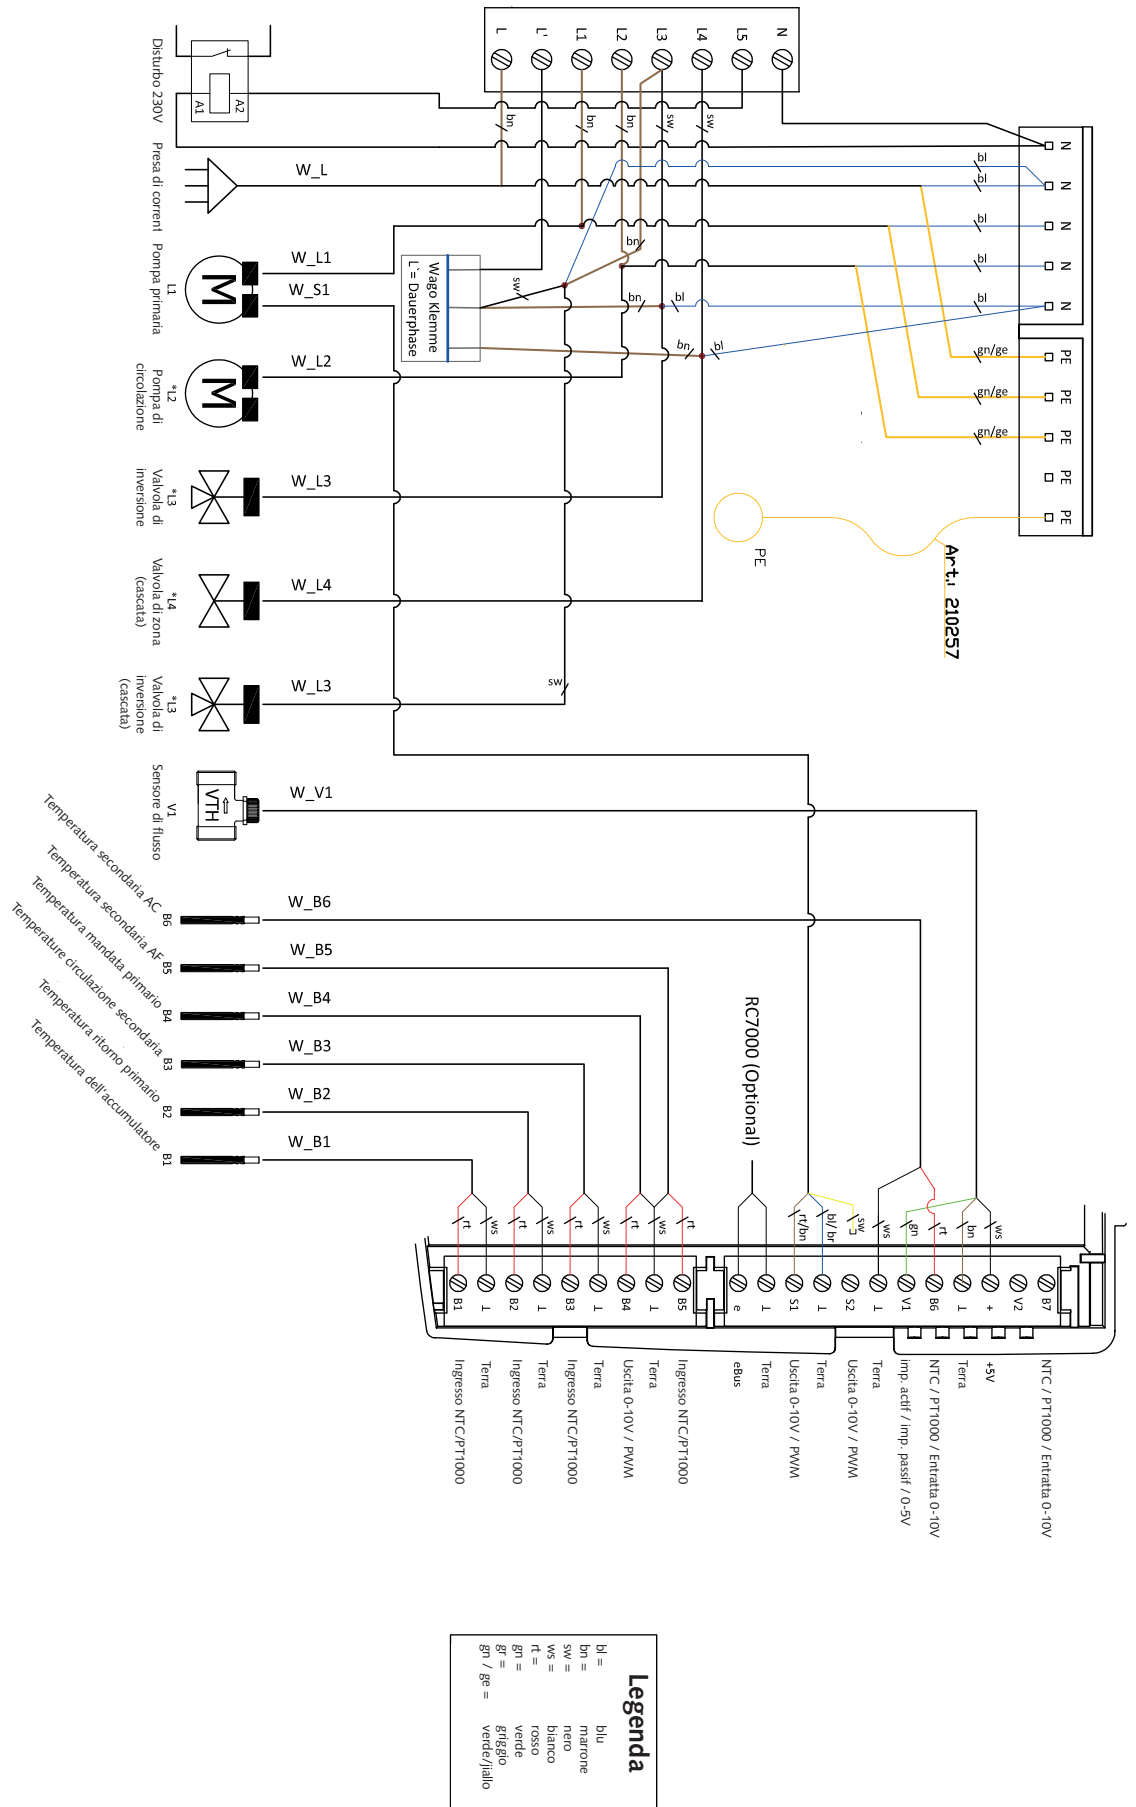 L
L'
L1
L2
L3
L4
L5
N
bn
bn
bn
sw
sw
A1
A2
Disturbo 230V
Presa di corrent
W_L
Pompa primaria
L1
M
W_L1
W_S1
Pompa di
circolazione
*L2
M
W_L2
Valvola di
inversione
*L3
W_L3
Valvola di zona
(cascata)
*L4
W_L4
Valvola di
inversione
(cascata)
*L3
W_L3
sw
Sensore di flusso
V1
VTH
W_V1
Wago Klemme
L`= Dauerphase
sw
bn
bn
bl
bn
bl
bl
bl
bl
bl
bl
gn/ge
gn/ge
gn/ge
N
N
N
N
N
PE
PE
PE
PE
PE
PE
Art.: 210257
Temperatura secondaria AC
B6
W_B6
Temperatura secondaria AF
B5
W_B5
Temperatura mandata primario
B4
W_B4
Temperature circulazione secondaria
B3
W_B3
Temperatura ritorno primario
B2
W_B2
Temperatura dell'accumulatore
B1
W_B1
RC7000 (Optional)
rt
ws
rt
ws
rt
ws
rt
ws
rt
rt/bn
bl/ br
sw
ws
gn
rt
bn
ws
B1
⊥
B2
⊥
B3
⊥
B4
⊥
B5
e
⊥
S1
⊥
S2
⊥
V1
B6
⊥
+
V2
B7
Ingresso NTC/PT1000
Terra
Ingresso NTC/PT1000
Terra
Ingresso NTC/PT1000
Terra
Uscita 0-10V / PWM
Terra
Ingresso NTC/PT1000
eBus
Terra
Uscita 0-10V / PWM
Terra
Uscita 0-10V / PWM
Terra
imp. actif / imp. passif / 0-5V
NTC / PT1000 / Entratta 0-10V
Terra
+5V
NTC / PT1000 / Entratta 0-10V
Legenda
bl = blu
bn = marrone
sw = nero
ws = bianco
rt = rosso
gn = verde
gr = griggio
gn / ge = verde/jiallo